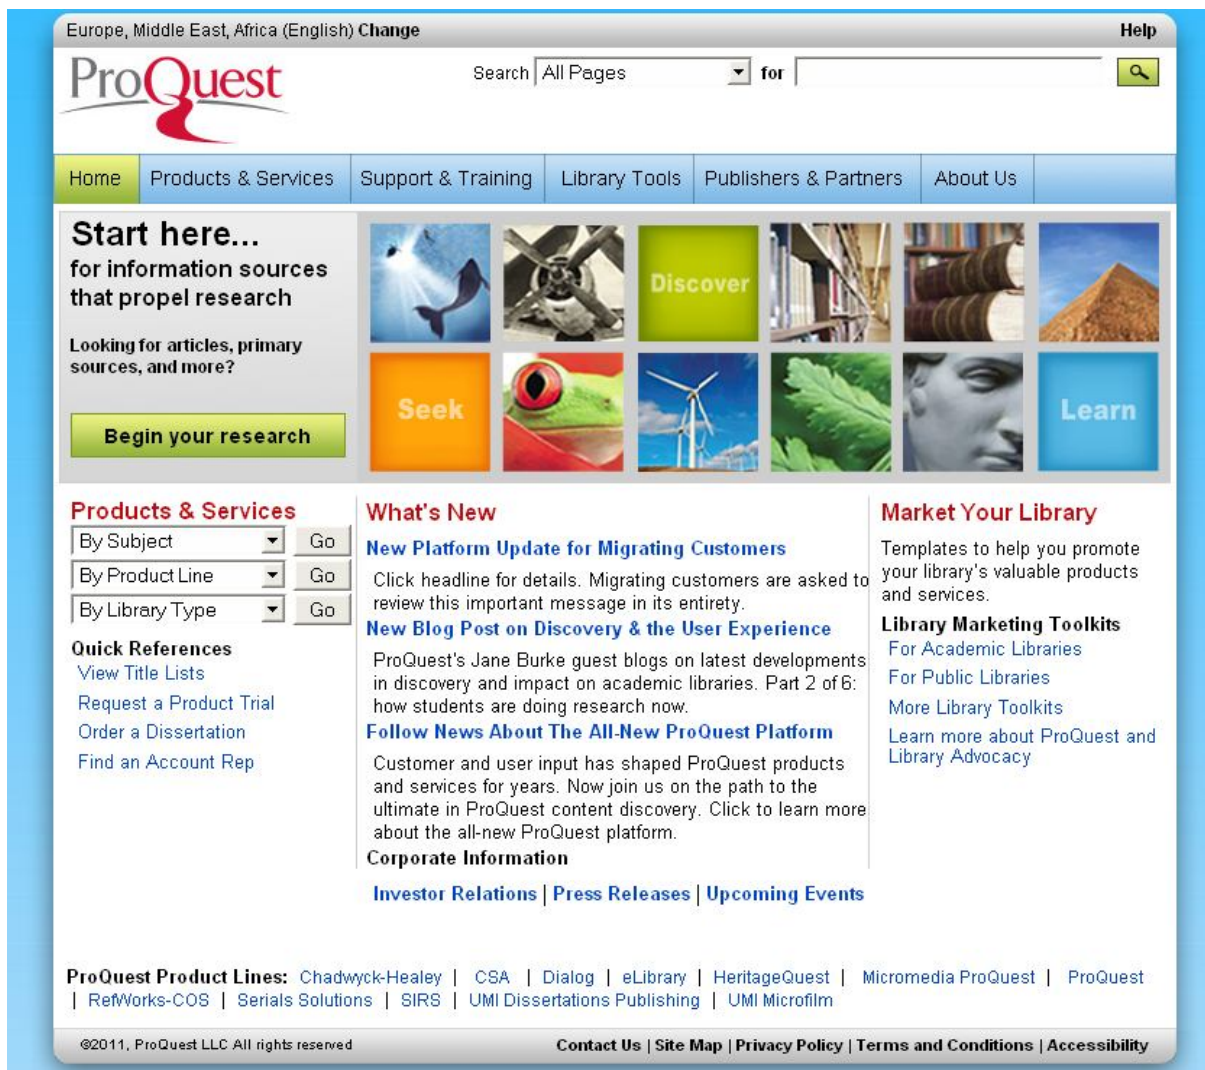 Europe, Middle East, Africa (English) Change
Help
ProQuest
Search All Pages for
Home
Products & Services
Support & Training
Library Tools
Publishers & Partners
About Us
Start here...
for information sources
that propel research
Looking for articles, primary
sources, and more?
Begin your research
Discover
Seek
Learn
Products & Services
By Subject Go
By Product Line Go
By Library Type Go
Quick References
View Title Lists
Request a Product Trial
Order a Dissertation
Find an Account Rep
What's New
New Platform Update for Migrating Customers
Click headline for details. Migrating customers are asked to
review this important message in its entirety.
New Blog Post on Discovery & the User Experience
ProQuest's Jane Burke guest blogs on latest developments
in discovery and impact on academic libraries. Part 2 of 6:
how students are doing research now.
Follow News About The All-New ProQuest Platform
Customer and user input has shaped ProQuest products
and services for years. Now join us on the path to the
ultimate in ProQuest content discovery. Click to learn more
about the all-new ProQuest platform.
Corporate Information
Investor Relations | Press Releases | Upcoming Events
Market Your Library
Templates to help you promote
your library's valuable products
and services.
Library Marketing Toolkits
For Academic Libraries
For Public Libraries
More Library Toolkits
Learn more about ProQuest and
Library Advocacy
ProQuest Product Lines: Chadwyck-Healey | CSA | Dialog | eLibrary | HeritageQuest | Micromedia ProQuest | ProQuest
| RefWorks-COS | Serials Solutions | SIRS | UMI Dissertations Publishing | UMI Microfilm
©2011, ProQuest LLC All rights reserved
Contact Us | Site Map | Privacy Policy | Terms and Conditions | Accessibility